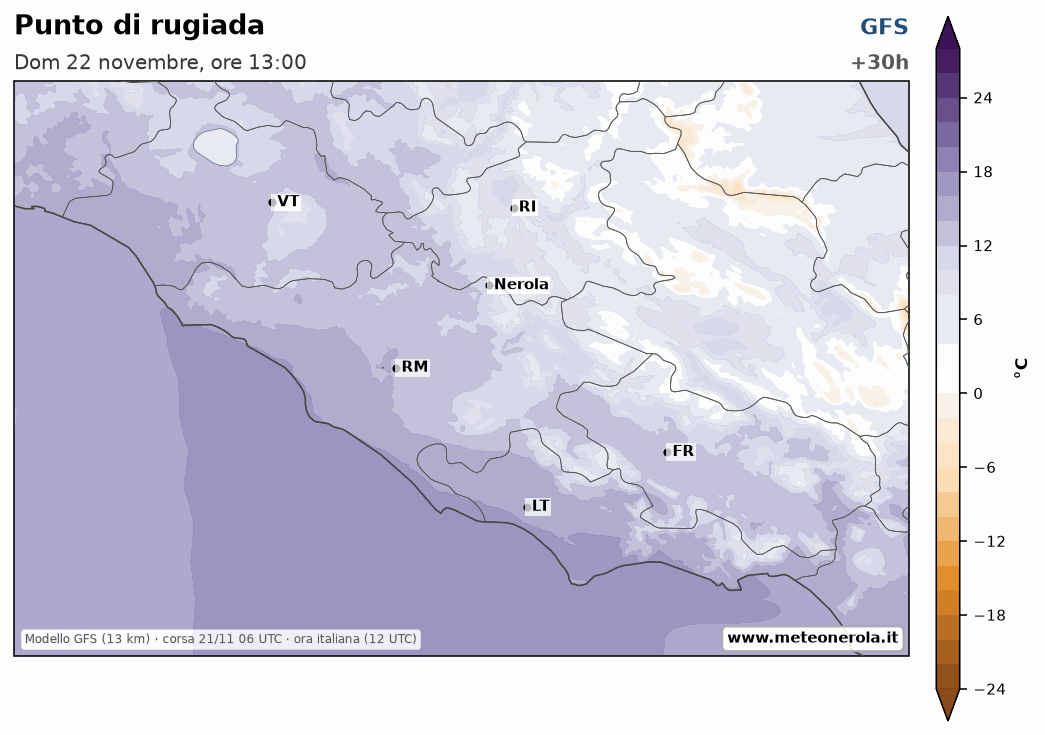 Punto di rugiada
GFS
Dom 22 novembre, ore 13:00
+30h
VT
RI
Nerola
RM
FR
LT
Modello GFS (13 km) · corsa 21/11 06 UTC · ora italiana (12 UTC)
www.meteonerola.it
24
18
12
6
0
−6
−12
−18
−24
°C